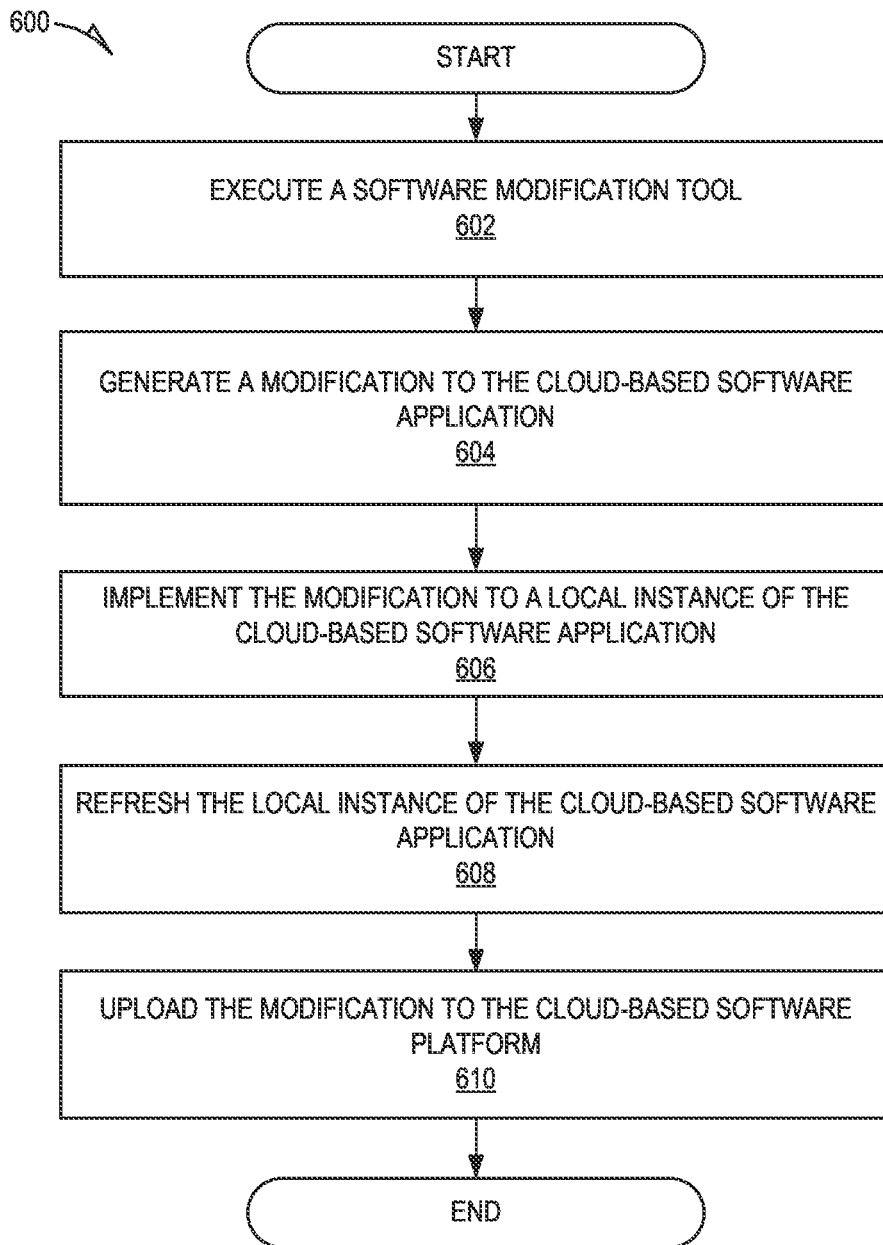 600
START
EXECUTE A SOFTWARE MODIFICATION TOOL
602
GENERATE A MODIFICATION TO THE CLOUD-BASED SOFTWARE
APPLICATION
604
IMPLEMENT THE MODIFICATION TO A LOCAL INSTANCE OF THE
CLOUD-BASED SOFTWARE APPLICATION
606
REFRESH THE LOCAL INSTANCE OF THE CLOUD-BASED SOFTWARE
APPLICATION
608
UPLOAD THE MODIFICATION TO THE CLOUD-BASED SOFTWARE
PLATFORM
610
END